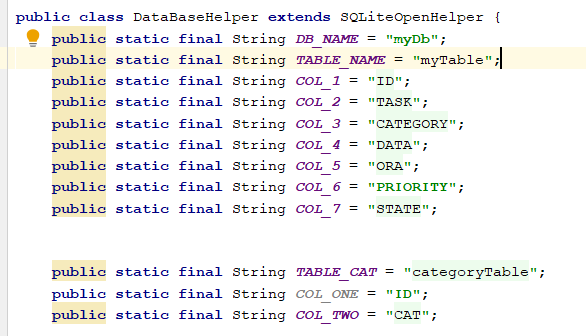 public class DataBaseHelper extends SQLiteOpenHelper {
public static final String DB_NAME = "myDb";
public static final String TABLE_NAME = "myTable";
public static final String COL_1 = "ID";
public static final String COL_2 = "TASK";
public static final String COL_3 = "CATEGORY";
public static final String COL_4 = "DATA";
public static final String COL_5 = "ORA";
public static final String COL_6 = "PRIORITY";
public static final String COL_7 = "STATE";
public static final String TABLE_CAT = "categoryTable";
public static final String COL_ONE = "ID";
public static final String COL_TWO = "CAT";